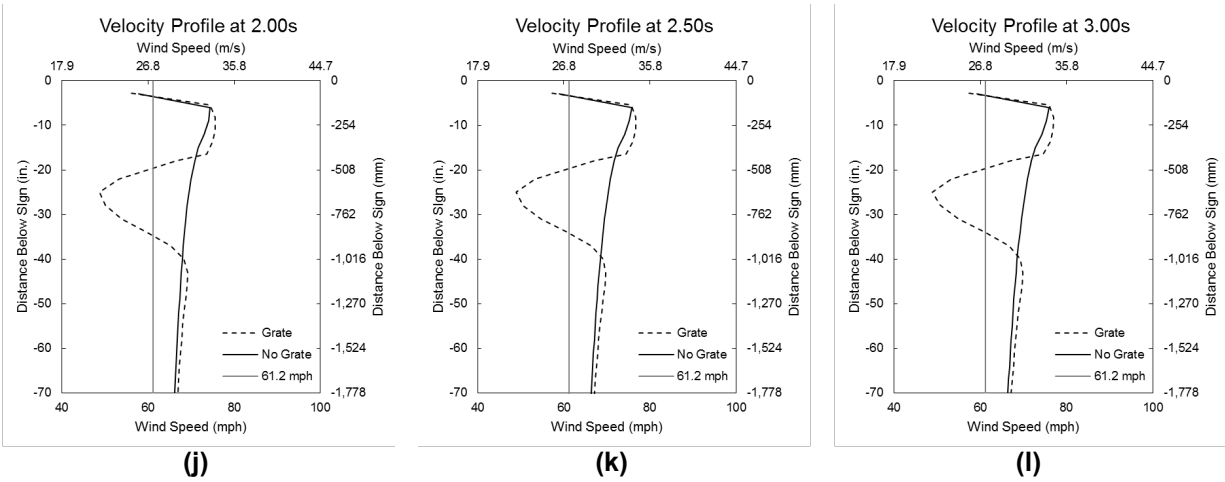 Velocity Profile at 2.00s
Wind Speed (m/s)
17.9 26.8 35.8 44.7
0 0
-10 -254
-20 -508
-30 -762
-40 -1,016
-50 -1,270
-60 -1,524
-70 -1,778
Distance Below Sign (in.)
Distance Below Sign (mm)
Grate
No Grate
61.2 mph
40 60 80 100
Wind Speed (mph)
(j)
Velocity Profile at 2.50s
Wind Speed (m/s)
17.9 26.8 35.8 44.7
0 0
-10 -254
-20 -508
-30 -762
-40 -1,016
-50 -1,270
-60 -1,524
-70 -1,778
Distance Below Sign (in.)
Distance Below Sign (mm)
Grate
No Grate
61.2 mph
40 60 80 100
Wind Speed (mph)
(k)
Velocity Profile at 3.00s
Wind Speed (m/s)
17.9 26.8 35.8 44.7
0 0
-10 -254
-20 -508
-30 -762
-40 -1,016
-50 -1,270
-60 -1,524
-70 -1,778
Distance Below Sign (in.)
Distance Below Sign (mm)
Grate
No Grate
61.2 mph
40 60 80 100
Wind Speed (mph)
(l)